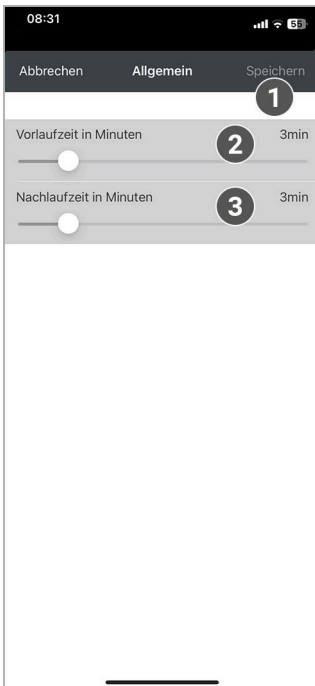 08:31 55
Abbrechen Allgemein Speichern
1
Vorlaufzeit in Minuten 2 3min
Nachlaufzeit in Minuten 3 3min